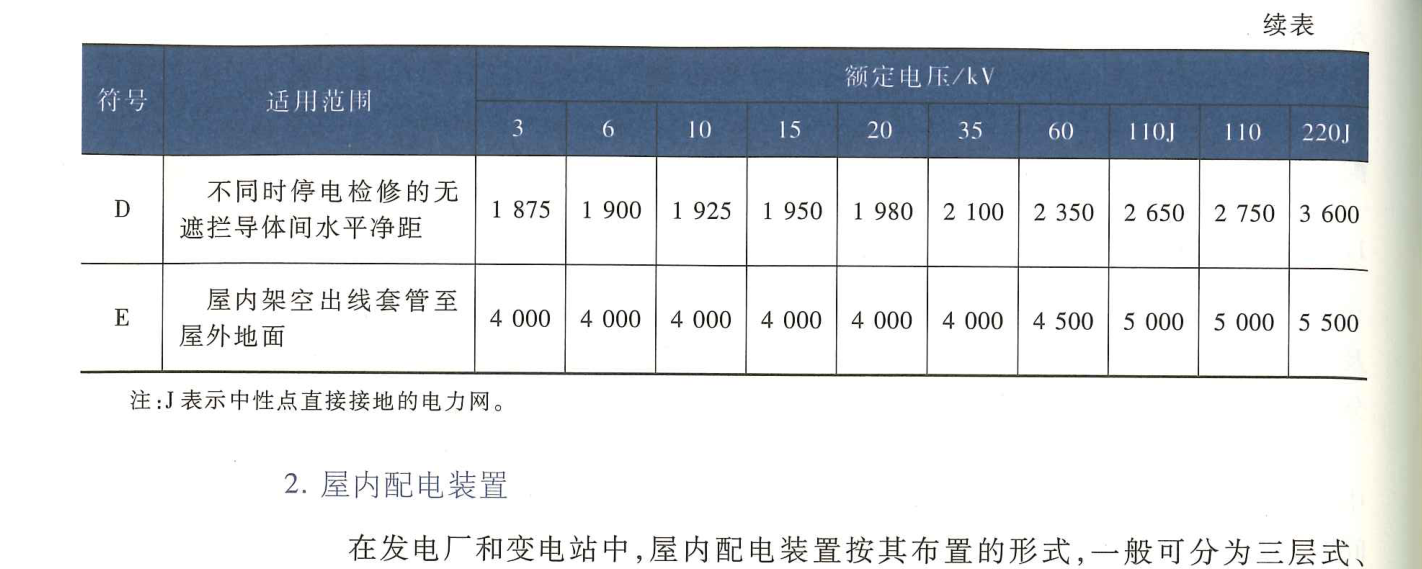 续表
符号 适用范围 额定电压/kV
3 6 10 15 20 35 60 110J 110 220J
D 不同时停电检修的无遮拦导体间水平净距 1 875 1 900 1 925 1 950 1 980 2 100 2 350 2 650 2 750 3 600
E 屋内架空出线套管至屋外地面 4 000 4 000 4 000 4 000 4 000 4 000 4 500 5 000 5 000 5 500
注:J 表示中性点直接接地的电力网。
2. 屋内配电装置
在发电厂和变电站中,屋内配电装置按其布置的形式,一般可分为三层式、